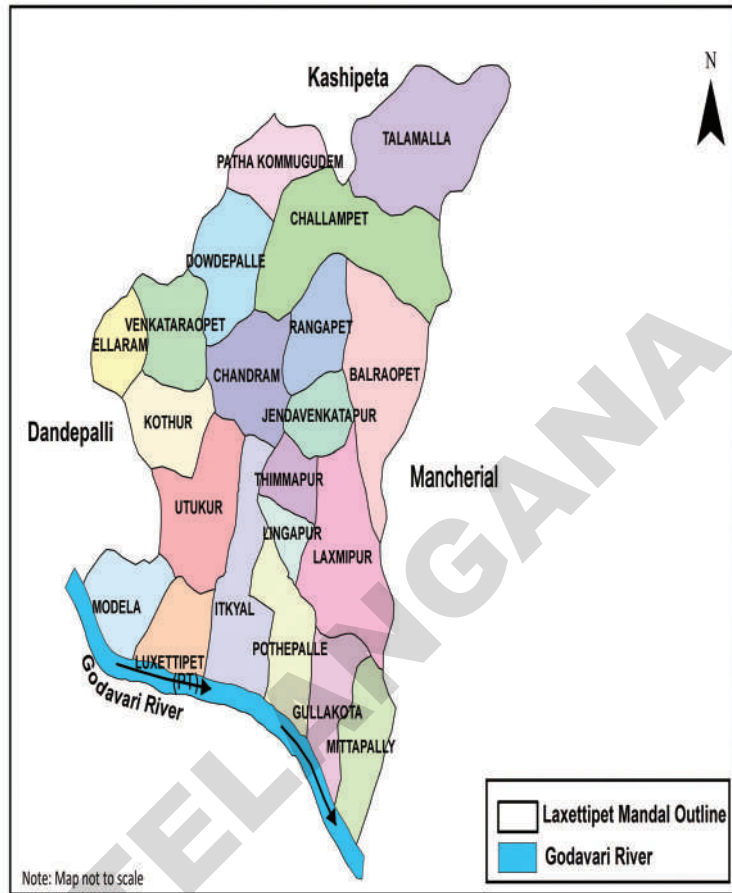 Kashipeta
N
TALAMALLA
PATHA KOMMUGUDEM
CHALLAMPET
DOWDEPALLE
VENKATARAOPET
RANGAPET
ELLARAM
CHANDRAM
BALRAOPET
Dandepalli
KOTHUR
JENDAVENKATAPUR
THIMMAPUR
Mancherial
UTUKUR
LINGAPUR
LAXMIPUR
MODELA
ITKYAL
LUXETTIPET
(PT)
POTHEPALLE
Godavari River
GULLAKOTA
MITTAPALLY
Laxettipet Mandal Outline
Godavari River
Note: Map not to scale
TELANGANA